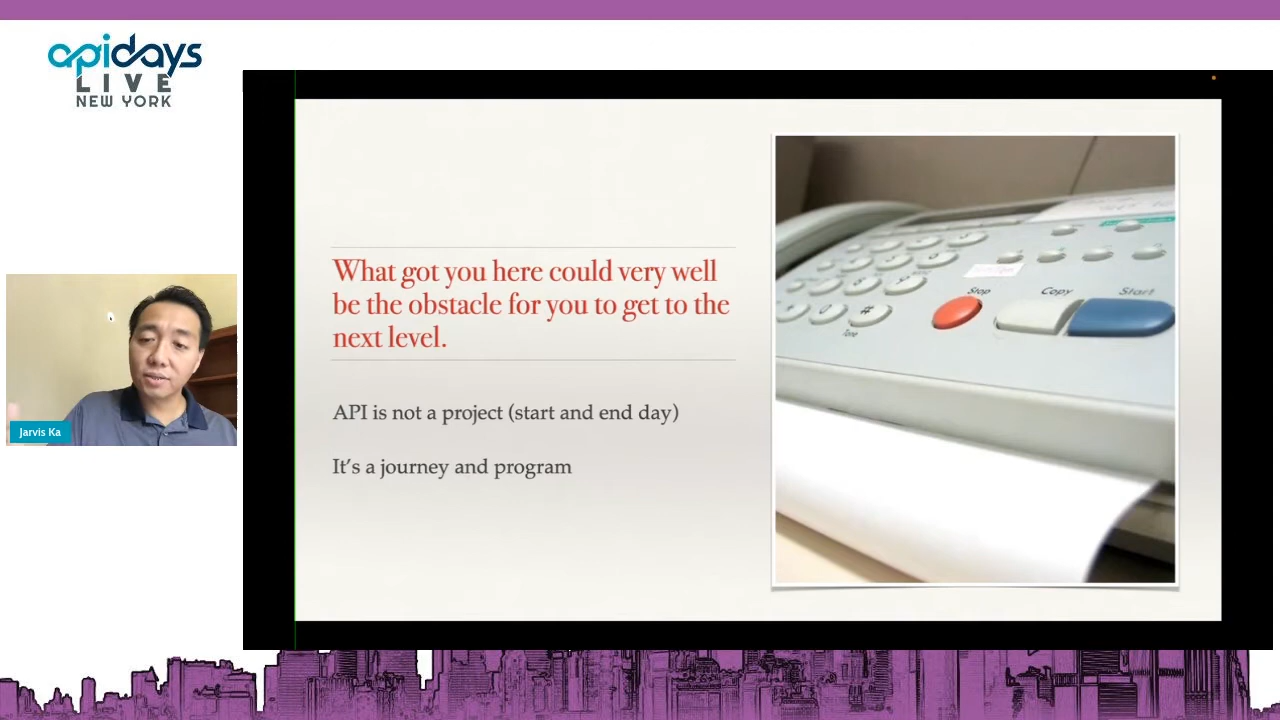 apidays
LIVE
NEW YORK
What got you here could very well
be the obstacle for you to get to the
next level.
API is not a project (start and end day)
It's a journey and program
Stop
Copy
Start
0
#
Tone
Jarvis Ka